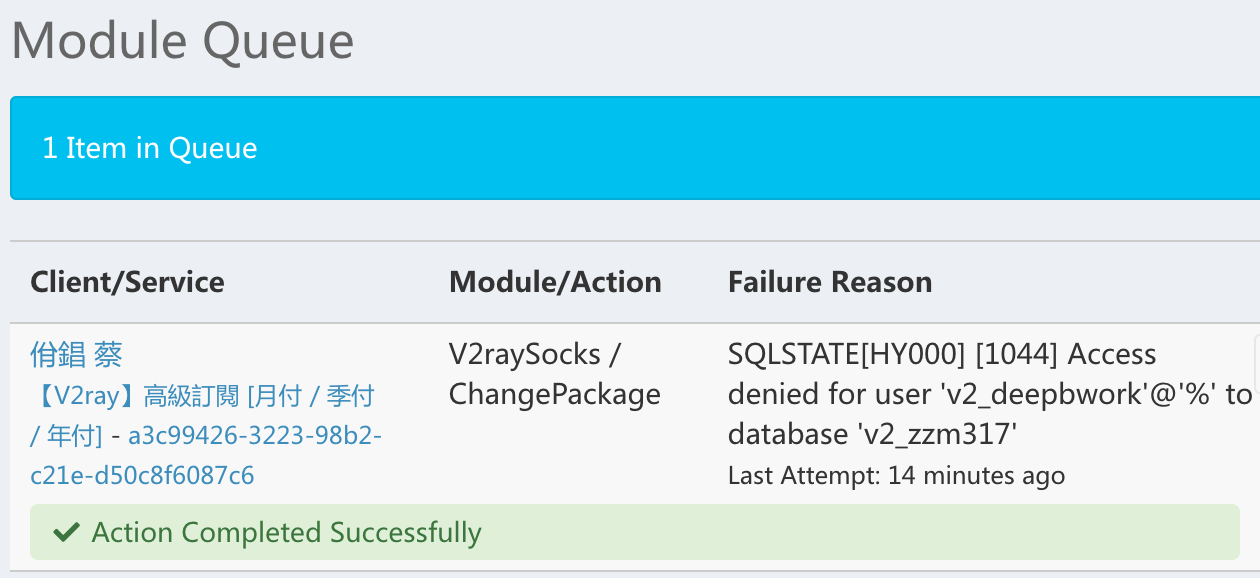 Module Queue
1 Item in Queue
Client/Service Module/Action Failure Reason
佾錩 蔡
【V2ray】高級訂閱 [月付 / 季付
/ 年付] - a3c99426-3223-98b2-
c21e-d50c8f6087c6
V2raySocks /
ChangePackage
SQLSTATE[HY000] [1044] Access
denied for user 'v2_deepbwork'@'%' to
database 'v2_zzm317'
Last Attempt: 14 minutes ago
Action Completed Successfully